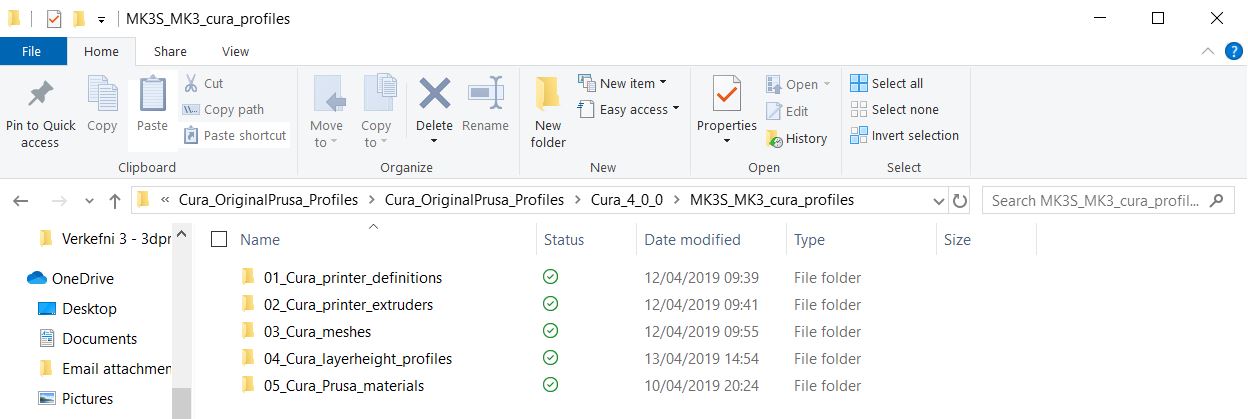 MK3S_MK3_cura_profiles
File Home Share View
Pin to Quick access
Copy
Paste
Cut
Copy path
Paste shortcut
Clipboard
Move to
Copy to
Delete
Rename
Organize
New folder
New item
Easy access
New
Properties
Open
Edit
History
Open
Select all
Select none
Invert selection
Select
« Cura_OriginalPrusa_Profiles > Cura_OriginalPrusa_Profiles > Cura_4_0_0 > MK3S_MK3_cura_profiles
Search MK3S_MK3_cura_profil...
Verkefni 3 - 3dpr
OneDrive
Desktop
Documents
Email attachmen
Pictures
Name Status Date modified Type Size
01_Cura_printer_definitions 12/04/2019 09:39 File folder
02_Cura_printer_extruders 12/04/2019 09:41 File folder
03_Cura_meshes 12/04/2019 09:55 File folder
04_Cura_layerheight_profiles 13/04/2019 14:54 File folder
05_Cura_Prusa_materials 10/04/2019 20:24 File folder